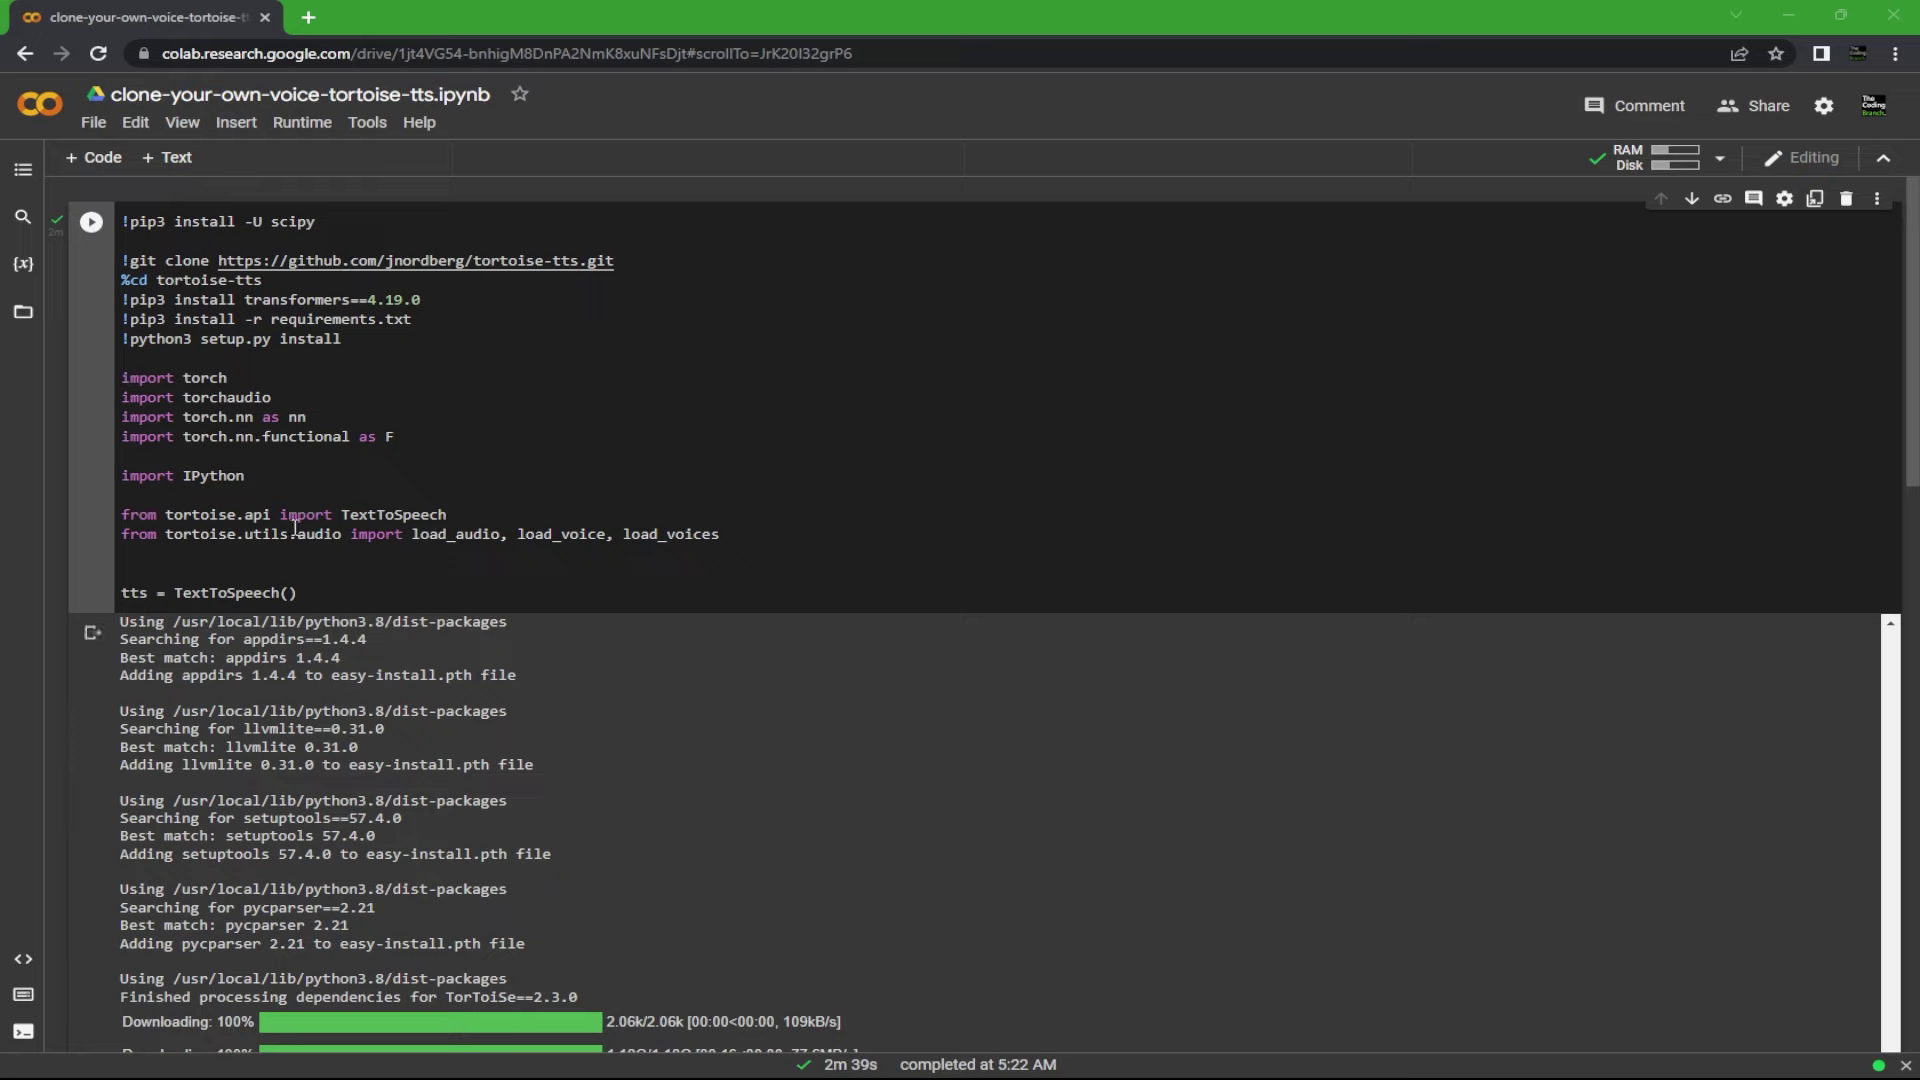 clone-your-own-voice-tortoise-tt
colab.research.google.com/drive/1jt4VG54-bnhigM8DnPA2NmK8xuNFsDjt#scrollTo=JrK20I32grP6
clone-your-own-voice-tortoise-tts.ipynb
Comment
Share
The Coding Branch.
File Edit View Insert Runtime Tools Help
+ Code + Text
RAM
Disk
Editing
2m
!pip3 install -U scipy
!git clone https://github.com/jnordberg/tortoise-tts.git
%cd tortoise-tts
!pip3 install transformers==4.19.0
!pip3 install -r requirements.txt
!python3 setup.py install
import torch
import torchaudio
import torch.nn as nn
import torch.nn.functional as F
import IPython
from tortoise.api import TextToSpeech
from tortoise.utils.audio import load_audio, load_voice, load_voices
tts = TextToSpeech()
Using /usr/local/lib/python3.8/dist-packages
Searching for appdirs==1.4.4
Best match: appdirs 1.4.4
Adding appdirs 1.4.4 to easy-install.pth file
Using /usr/local/lib/python3.8/dist-packages
Searching for llvmlite==0.31.0
Best match: llvmlite 0.31.0
Adding llvmlite 0.31.0 to easy-install.pth file
Using /usr/local/lib/python3.8/dist-packages
Searching for setuptools==57.4.0
Best match: setuptools 57.4.0
Adding setuptools 57.4.0 to easy-install.pth file
Using /usr/local/lib/python3.8/dist-packages
Searching for pycparser==2.21
Best match: pycparser 2.21
Adding pycparser 2.21 to easy-install.pth file
Using /usr/local/lib/python3.8/dist-packages
Finished processing dependencies for TorToiSe==2.3.0
Downloading: 100% 2.06k/2.06k [00:00<00:00, 109kB/s]
2m 39s completed at 5:22 AM